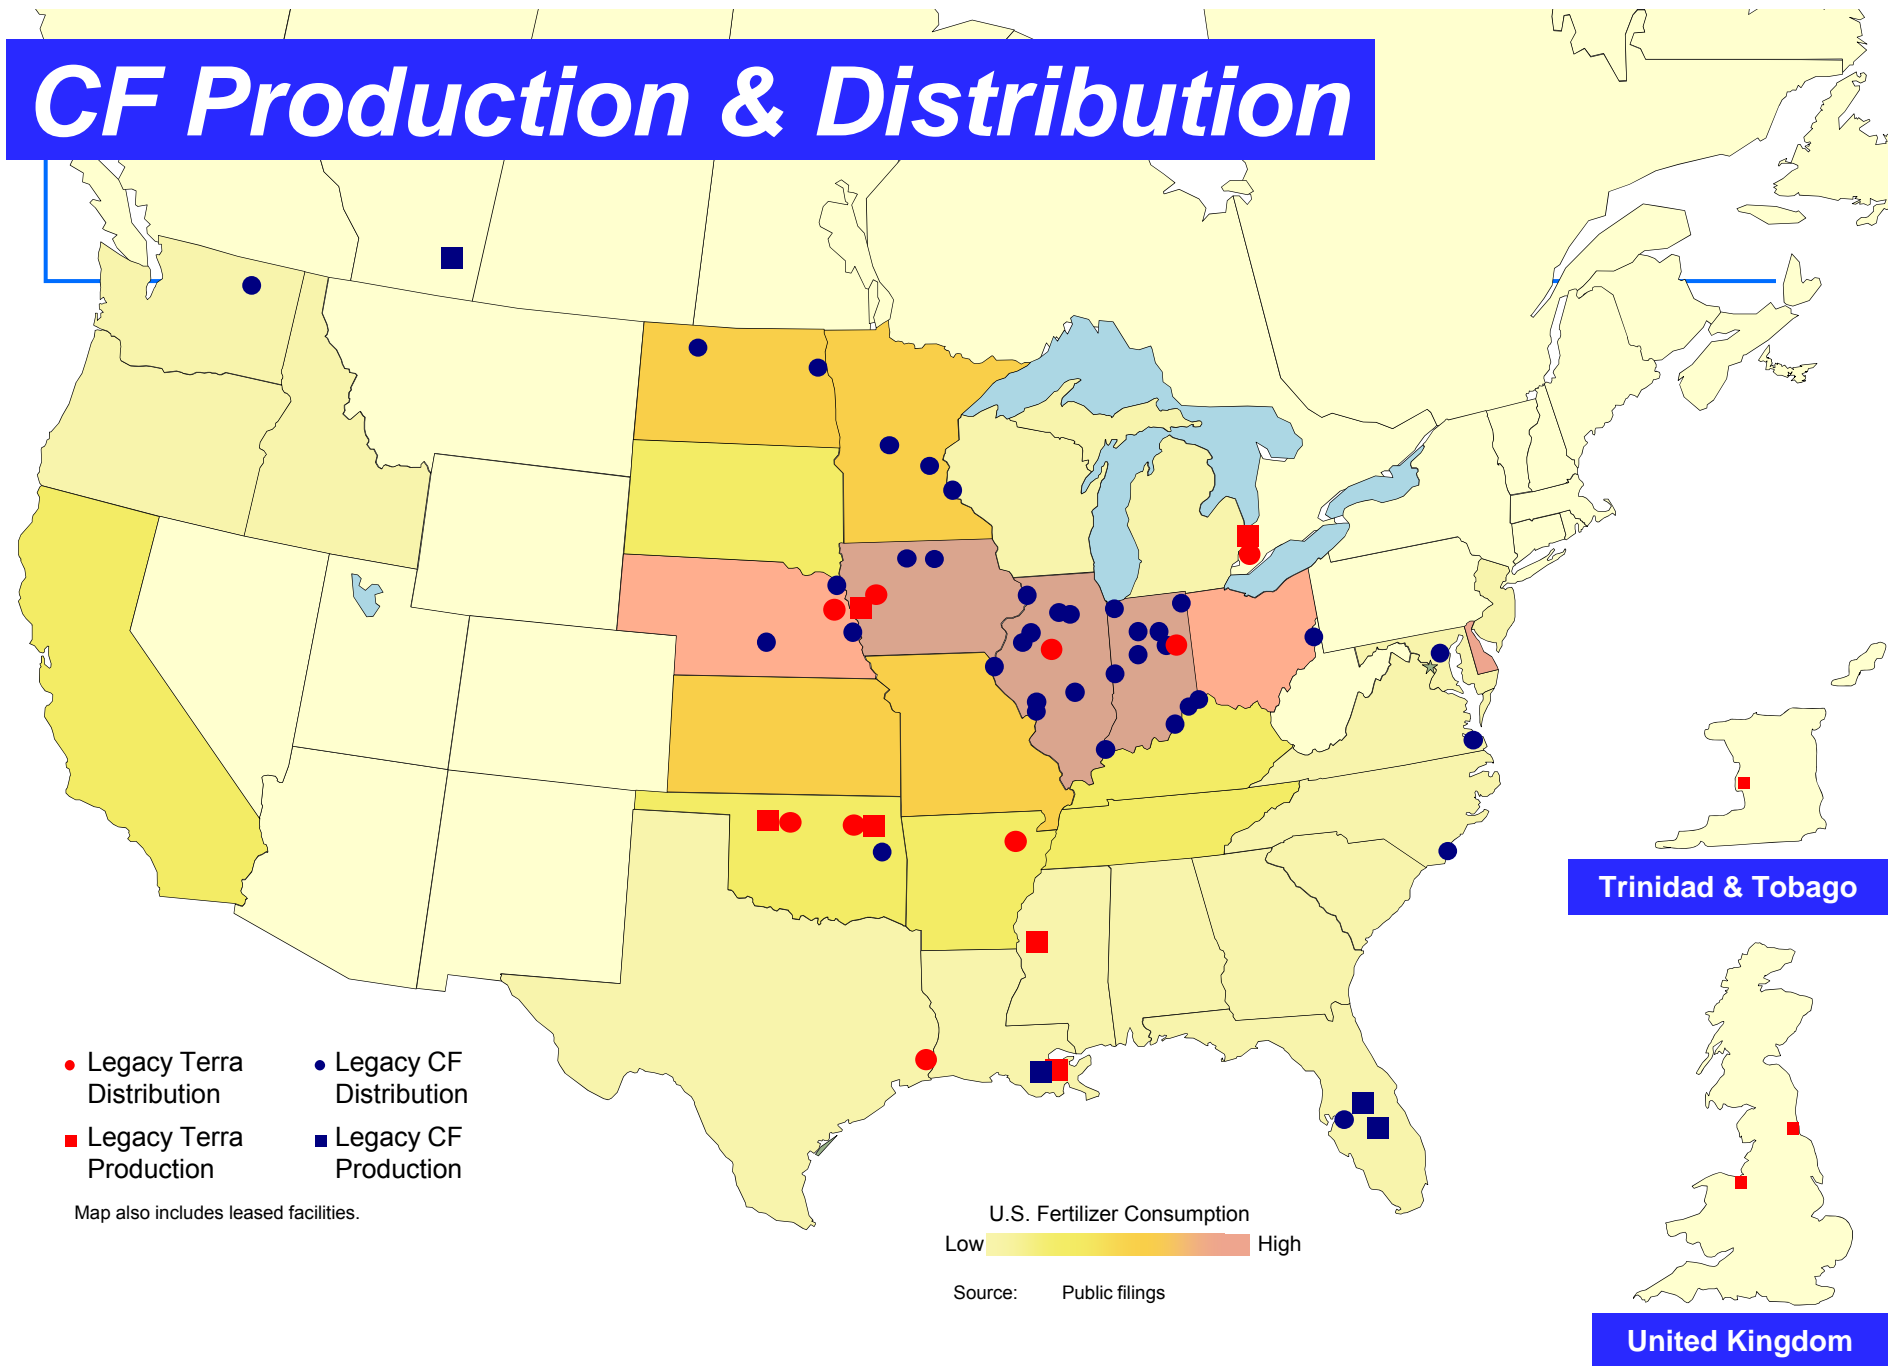 CF Production & Distribution
Trinidad & Tobago
Legacy Terra
Distribution
Legacy CF
Distribution
Legacy Terra
Production
Legacy CF
Production
Map also includes leased facilities.
U.S. Fertilizer Consumption
Low High
Source: Public filings
United Kingdom